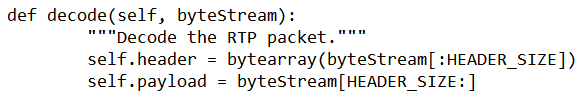 def decode(self, byteStream):
        """Decode the RTP packet."""
        self.header = bytearray(byteStream[:HEADER_SIZE])
        self.payload = byteStream[HEADER_SIZE:]